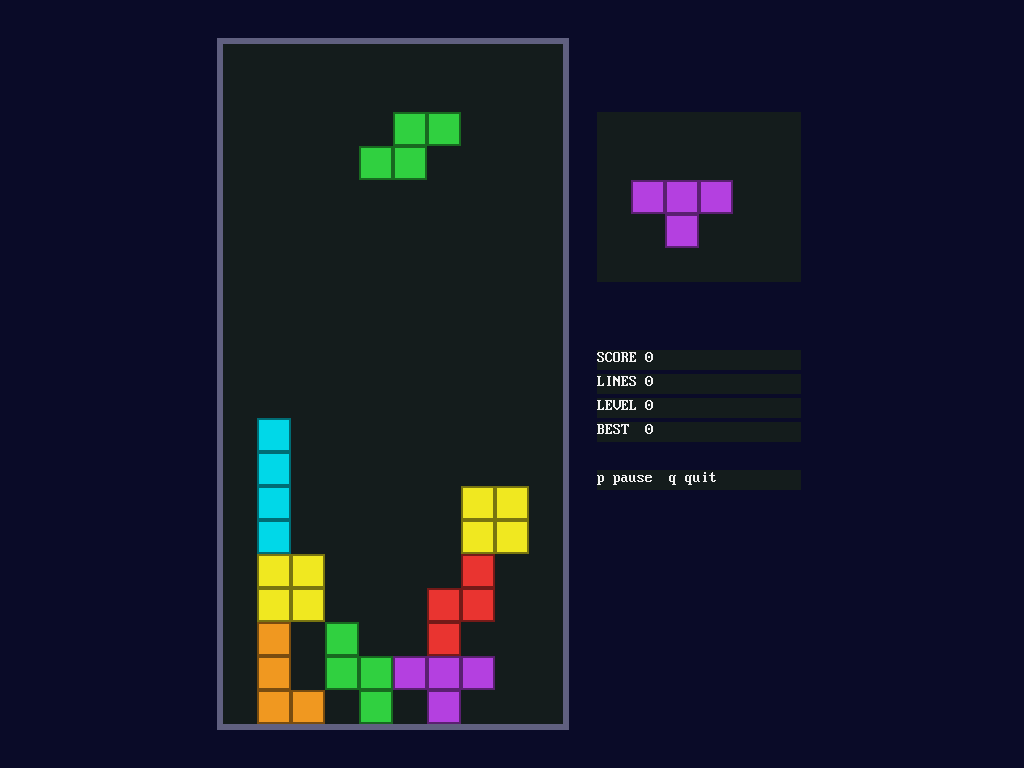 SCORE 0
LINES 0
LEVEL 0
BEST  0
p pause  q quit